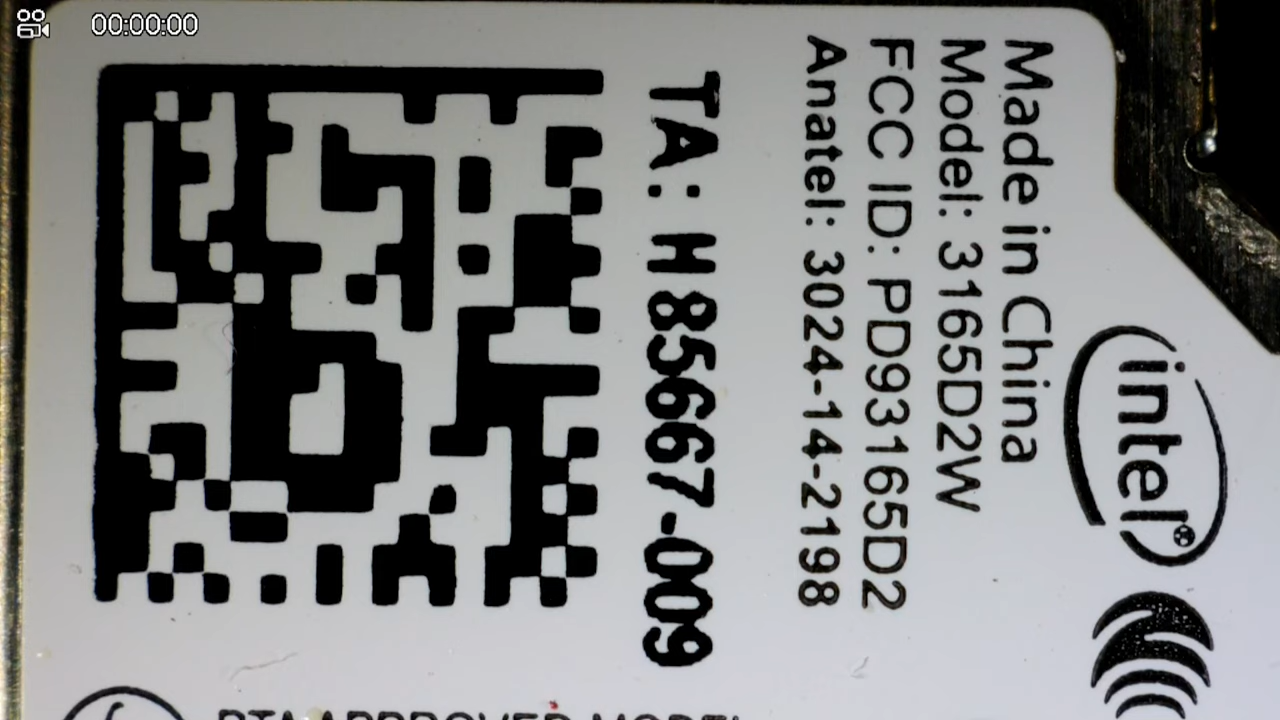 00:00:00
Made in China
Model: 3165D2W
FCC ID: PD93165D2
Anatel: 3024-14-2198
TA: H85667-009
intel®